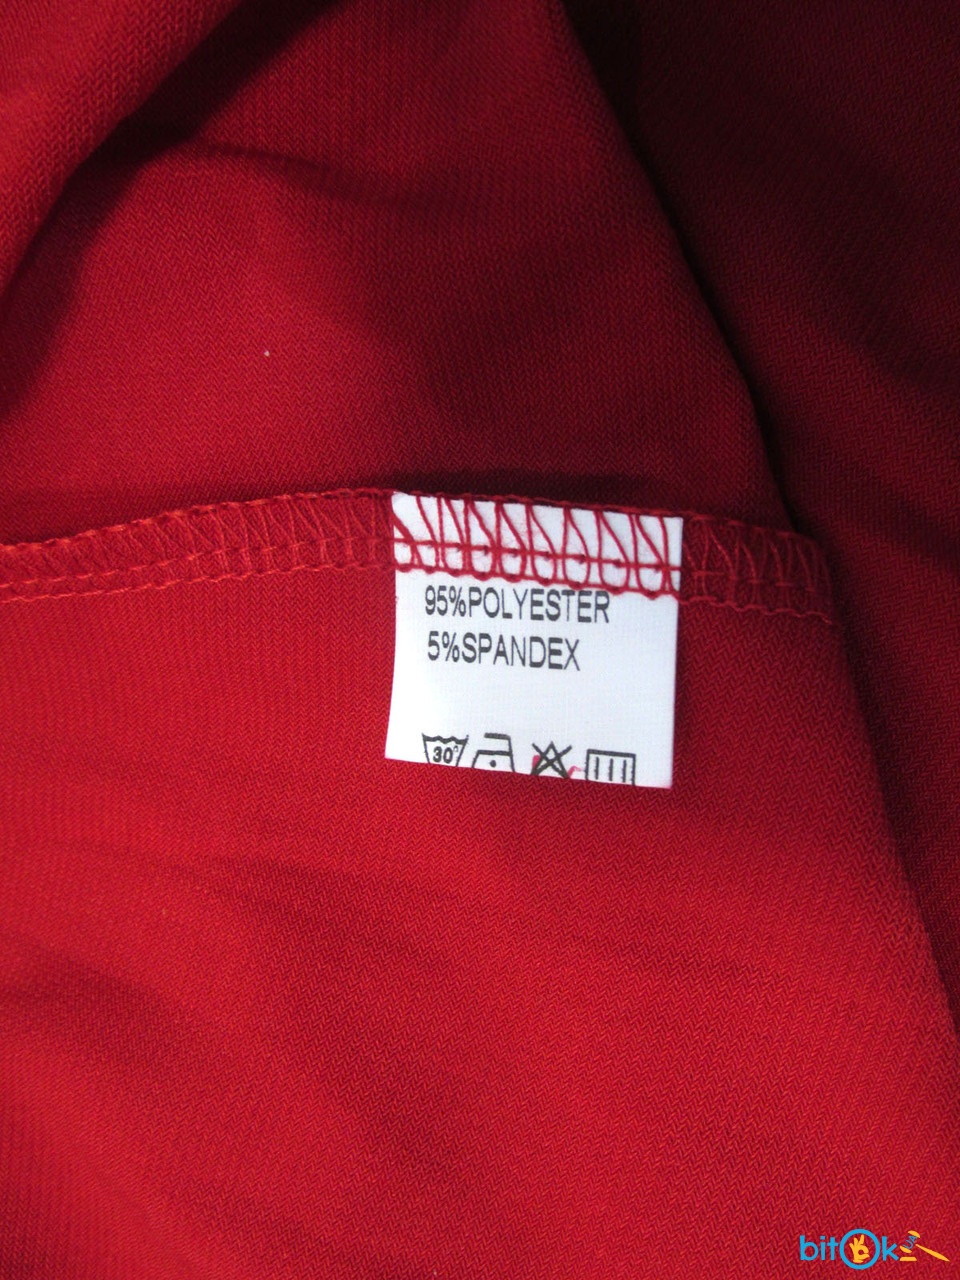 95%POLYESTER
5%SPANDEX
30°
bitOk